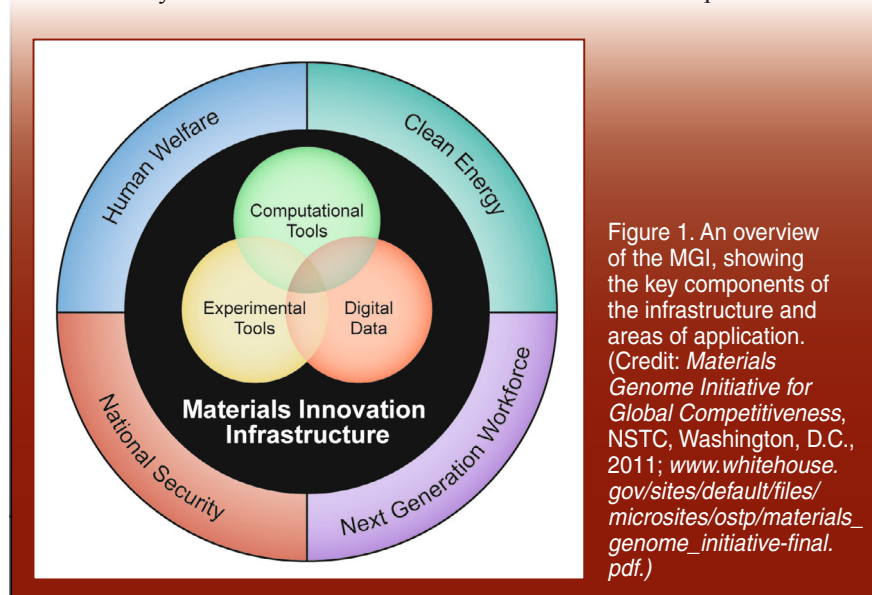 Human Welfare
Clean Energy
Computational
Tools
Experimental
Tools
Digital
Data
Materials Innovation
Infrastructure
National Security
Next Generation Workforce
Figure 1. An overview
of the MGI, showing
the key components of
the infrastructure and
areas of application.
(Credit: Materials
Genome Initiative for
Global Competitiveness,
NSTC, Washington, D.C.,
2011; www.whitehouse.
gov/sites/default/files/
microsites/ostp/materials_
genome_initiative-final.
pdf.)